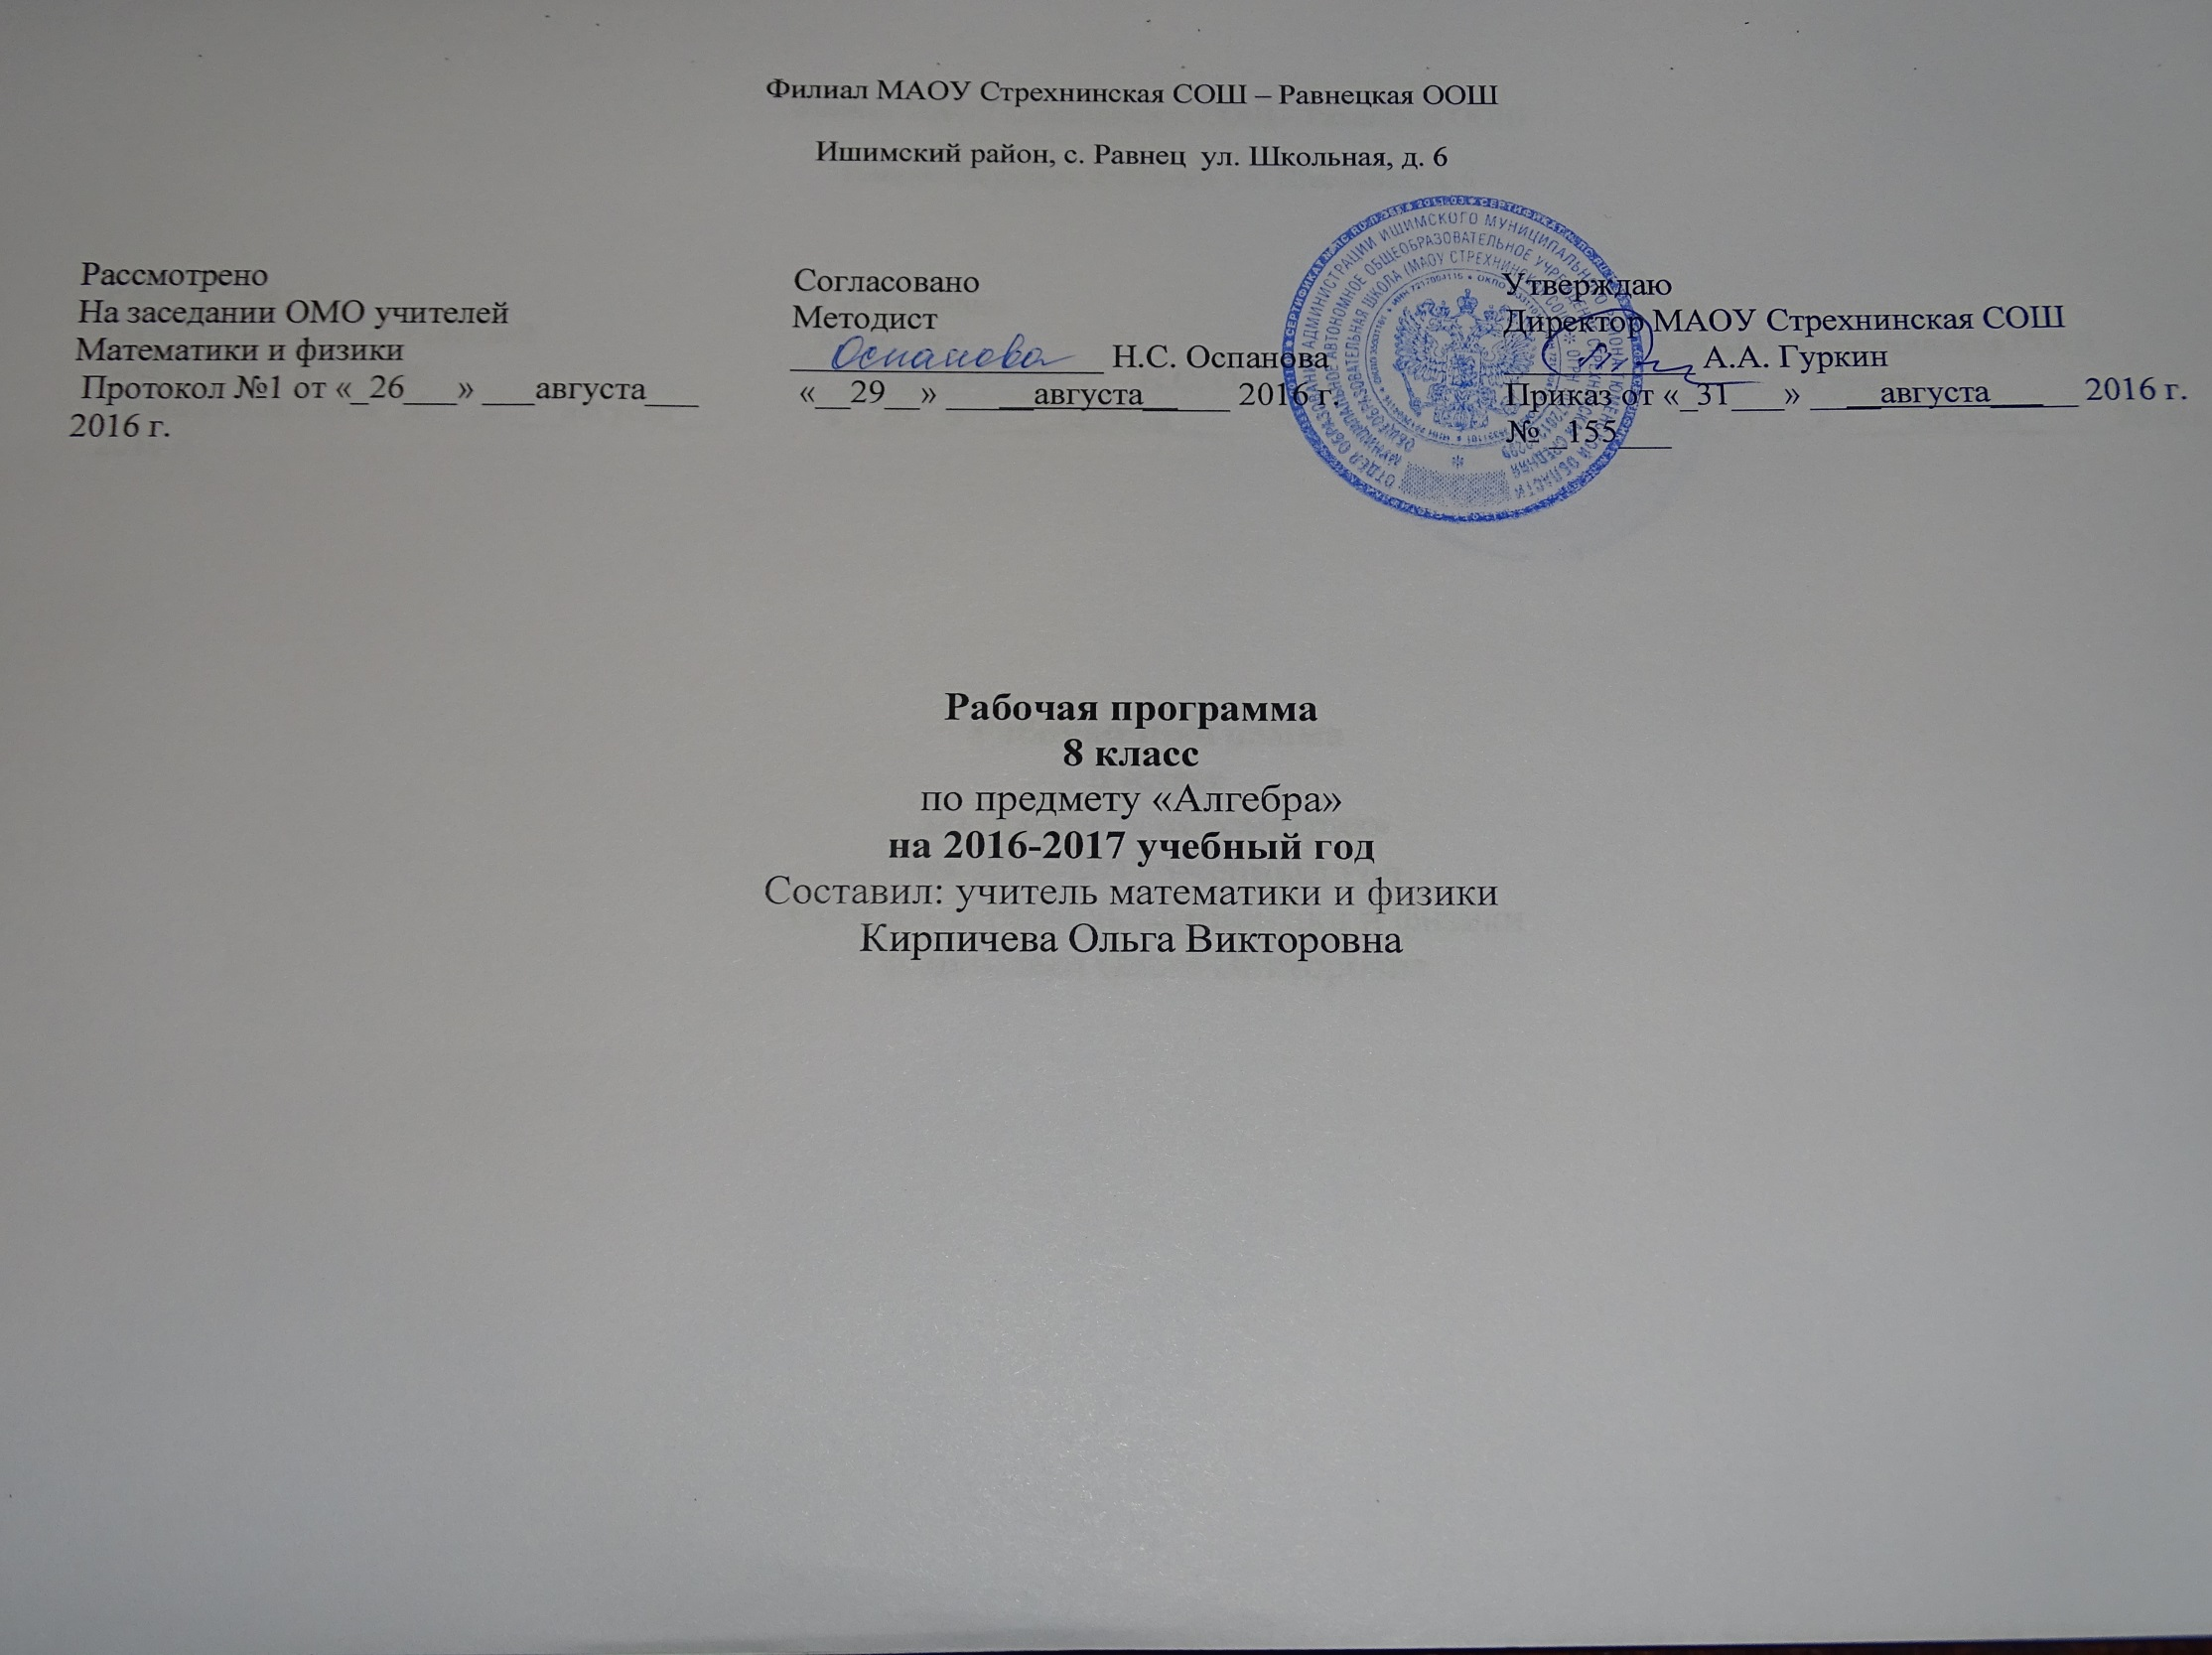 Филиал МАОУ Стрехнинская СОШ – Равнецкая ООШ
Ишимский район, с. Равнец ул. Школьная, д. 6
Рассмотрено
На заседании ОМО учителей
Математики и физики
Протокол №1 от «_26___» ___августа___
2016 г.
Согласовано
Методист
Оспанова Н.С. Оспанова
«__29__» _____августа_____ 2016 г.
Утверждаю
Директор МАОУ Стрехнинская СОШ
А.А. Гуркин
Приказ от «_31___» ____августа_____ 2016 г.
№ _155___
Рабочая программа
8 класс
по предмету «Алгебра»
на 2016-2017 учебный год
Составил: учитель математики и физики
Кирпичева Ольга Викторовна